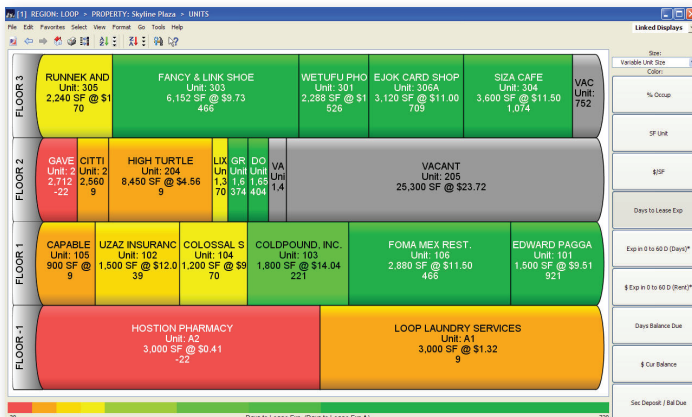 [1] REGION: LOOP > PROPERTY: Skyline Plaza > UNITS
File Edit Favorites Select View Format Go Tools Help
Linked Displays
Size:
Variable Unit Size
Color:
% Occup
SF Unit
$/SF
Days to Lease Exp
Exp in 0 to 60 D (Days)*
$ Exp in 0 to 60 D (Rent)*
Days Balance Due
$ Cur Balance
Sec Deposit / Bal Due
FLOOR 3
RUNNEK AND
Unit: 305
2,240 SF @ $1
70
FANCY & LINK SHOE
Unit: 303
6,152 SF @ $9.73
466
WETUFU PHO
Unit: 301
2,288 SF @ $1
526
EJOK CARD SHOP
Unit: 306A
3,120 SF @ $11.00
709
SIZA CAFE
Unit: 304
3,600 SF @ $11.50
1,074
VAC
Unit:
752
FLOOR 2
GAVE
Unit: 2
2,712
-22
CITTI
Unit: 2
2,560
9
HIGH TURTLE
Unit: 204
8,450 SF @ $4.56
9
LIX
Un
1,3
70
GR
Uni
1,6
374
DO
Uni
1,65
404
VA
Uni
1,4
VACANT
Unit: 205
25,300 SF @ $23.72
FLOOR 1
CAPABLE
Unit: 105
900 SF @
9
UZAZ INSURANC
Unit: 102
1,500 SF @ $12.0
39
COLOSSAL S
Unit: 104
1,200 SF @ $9
70
COLDPOUND, INC.
Unit: 103
1,800 SF @ $14.04
221
FOMA MEX REST.
Unit: 106
2,880 SF @ $11.50
466
EDWARD PAGGA
Unit: 101
1,500 SF @ $9.51
921
FLOOR -1
HOSTION PHARMACY
Unit: A2
3,000 SF @ $0.41
-22
LOOP LAUNDRY SERVICES
Unit: A1
3,000 SF @ $1.32
9